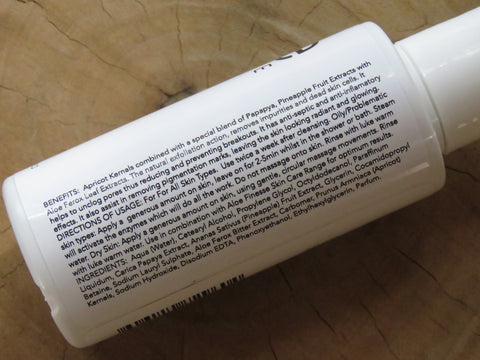 BENEFITS: Apricot Kernels combined with a special blend of Papapya, Pineapple Fruit Extracts with
Aloe Ferox Leaf Extracts. The natural exfoliation action, removes impurities and dead skin cells. It
helps to unclog pores thus reducing and preventing breakouts. It has anti-septic and anti-inflamatory
effects. It also assist in removing pigmentation marks, leaving the skin looking radiant and glowing.
DIRECTIONS OF USAGE: For For All Skin Types. Use twice a week after cleansing. Oily/Problematic
skin types: Apply a generous amount on skin. Leave on for 2-5min whilst in the shower or bath. Steam
will activate the enzymes which will do all the work. DO not massage onto skin. Rinse with luke warm
water. Dry skin: Apply a generous amount on skin, using gentle, circular massage movements. Rinse
with luke warm water. Use in combination with Aloe Finesse Skin Care Range for optimum results.
INGREDIENTS: Aqua (Water), Cetearyl Alcohol, Propylene Glycol, Octyldodecanol, Paraffinum
Liquidum, Carica Papaya Extract, Ananas Sativus (Pineapple) Fruit Extract, Glycerin, Cocamidopropyl
Betaine, Sodium Lauryl Sulphate, Aloe Ferox Bitter Extract, Carbomer, Prunus Aminica (Apricot)
Kernels, Sodium Hydroxide, Disodium EDTA, Phenoxyethanol, Ethylhexylglycerin, Parfum.